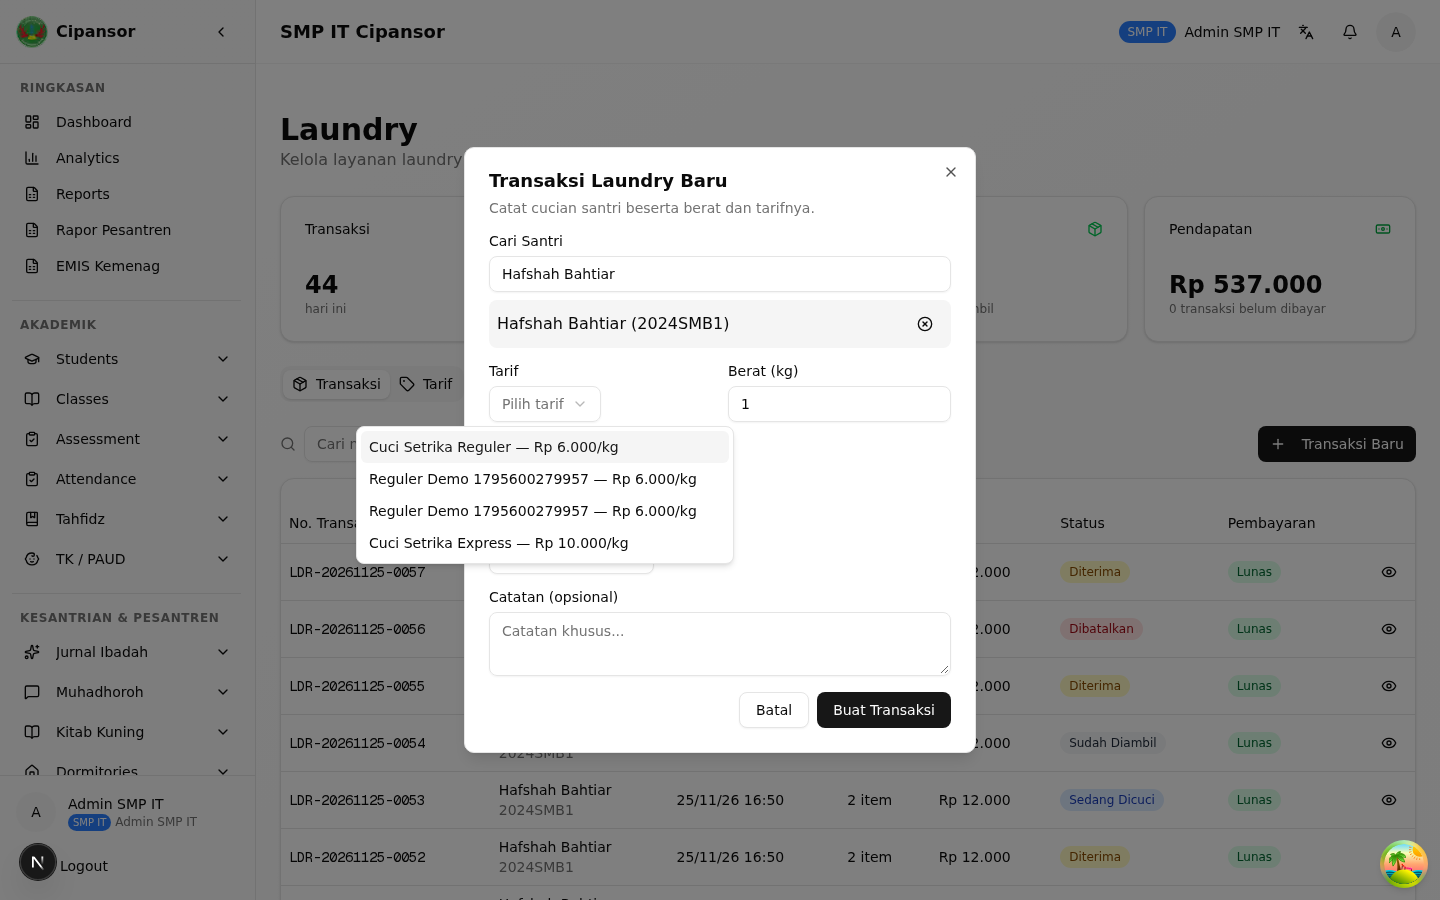 Cipansor
SMP IT Cipansor
SMP IT Admin SMP IT
A
RINGKASAN
Dashboard
Analytics
Reports
Rapor Pesantren
EMIS Kemenag
AKADEMIK
Students
Classes
Assessment
Attendance
Tahfidz
TK / PAUD
KESANTRIAN & PESANTREN
Jurnal Ibadah
Muhadhoroh
Kitab Kuning
Dormitories
A
Admin SMP IT
SMP IT Admin SMP IT
N
Logout
Laundry
Kelola layanan laundry
Transaksi
44
hari ini
Pendapatan
Rp 537.000
0 transaksi belum dibayar
Transaksi
Tarif
Transaksi Baru
Status
Pembayaran
LDR-20261125-0057
Diterima
Lunas
LDR-20261125-0056
Dibatalkan
Lunas
LDR-20261125-0055
Diterima
Lunas
LDR-20261125-0054
2024SMB1
Sudah Diambil
Lunas
LDR-20261125-0053
Hafshah Bahtiar
2024SMB1
25/11/26 16:50
2 item
Rp 12.000
Sedang Dicuci
Lunas
LDR-20261125-0052
Hafshah Bahtiar
2024SMB1
25/11/26 16:50
2 item
Rp 12.000
Diterima
Lunas
Transaksi Laundry Baru
Catat cucian santri beserta berat dan tarifnya.
Cari Santri
Hafshah Bahtiar
Hafshah Bahtiar (2024SMB1)
Tarif
Berat (kg)
Pilih tarif
1
Cuci Setrika Reguler — Rp 6.000/kg
Reguler Demo 1795600279957 — Rp 6.000/kg
Reguler Demo 1795600279957 — Rp 6.000/kg
Cuci Setrika Express — Rp 10.000/kg
Catatan (opsional)
Catatan khusus...
Batal
Buat Transaksi